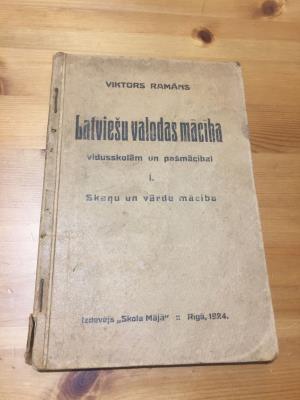 VIKTORS RAMĀNS
Latviešu valodas mācība
vidusskolām un pašmācībai
I.
Skaņu un vārdu mācība
Izdevējs „Skola Mājā" :: Rīgā, 1924.